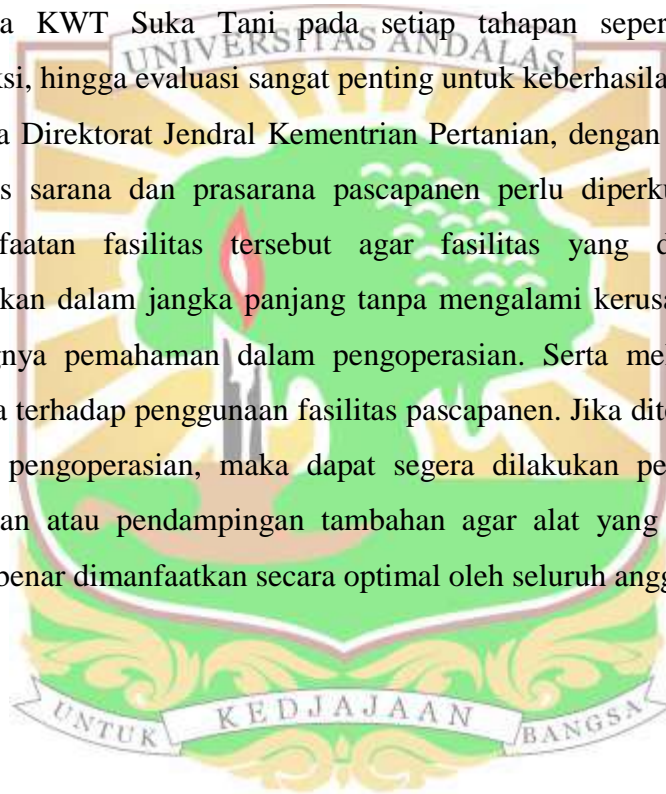 a KWT Suka Tani pada setiap tahapan seper
UNIVERSITAS ANDALAS
ksi, hingga evaluasi sangat penting untuk keberhasila
a Direktorat Jendral Kementrian Pertanian, dengan
s sarana dan prasarana pascapanen perlu diperku
faatan fasilitas tersebut agar fasilitas yang d
kan dalam jangka panjang tanpa mengalami kerusa
gnya pemahaman dalam pengoperasian. Serta me
a terhadap penggunaan fasilitas pascapanen. Jika dit
pengoperasian, maka dapat segera dilakukan pe
an atau pendampingan tambahan agar alat yang
benar dimanfaatkan secara optimal oleh seluruh angg
UNTUK KEDJAJAAN BANGSA